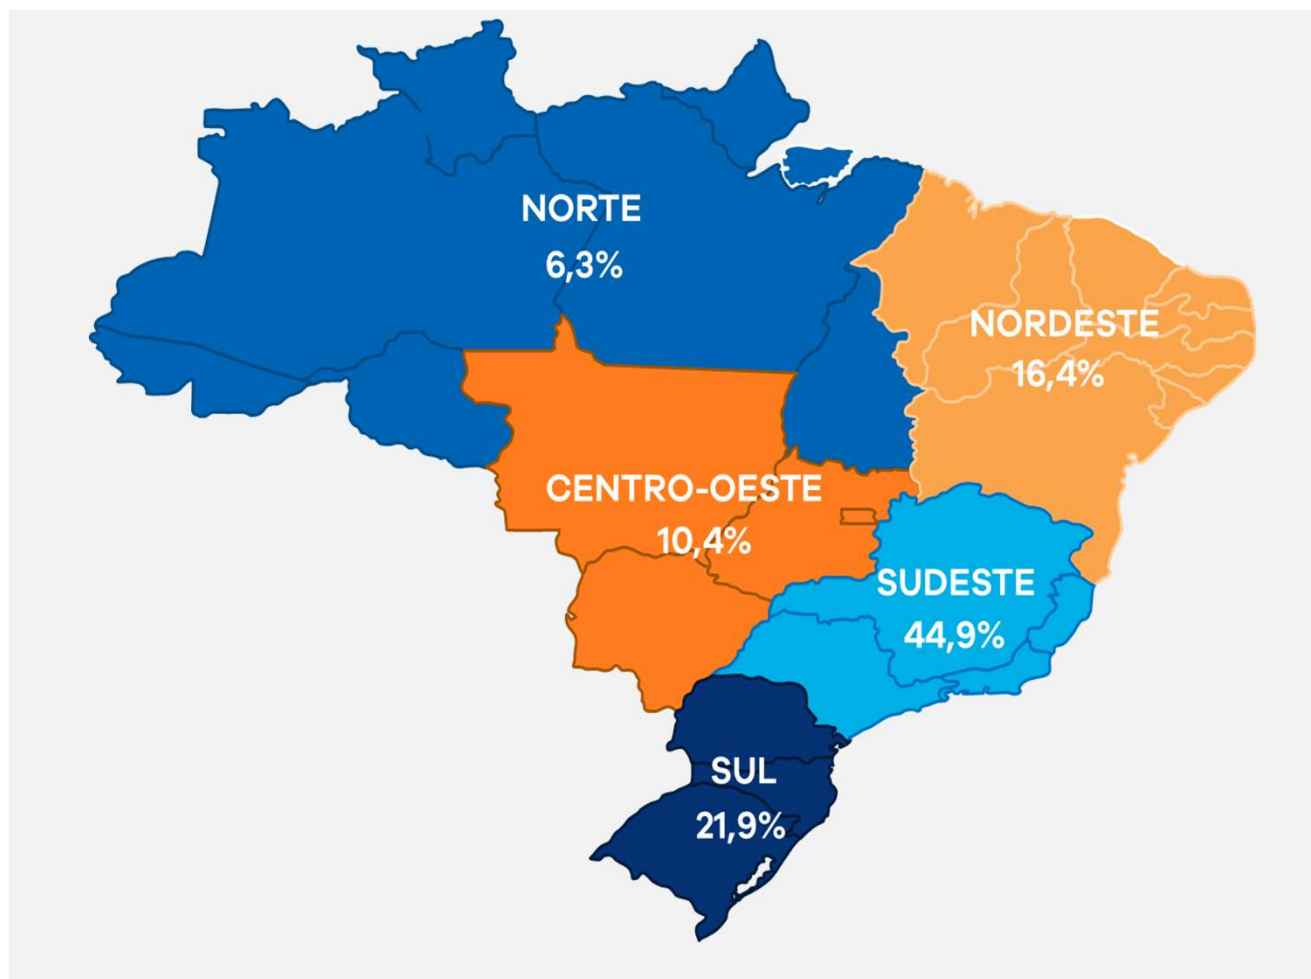 NORTE
6,3%
NORDESTE
16,4%
CENTRO-OESTE
10,4%
SUDESTE
44,9%
SUL
21,9%